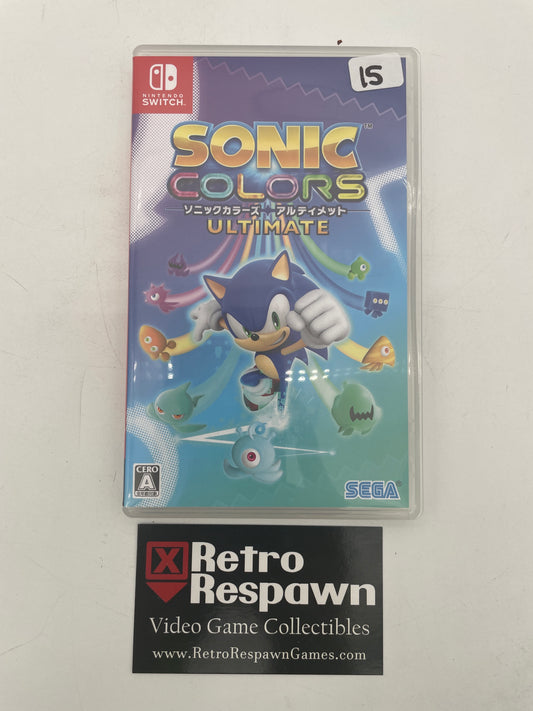 NINTENDO
SWITCH
15
SONIC
COLORS
ソニックカラーズ アルティメット
ULTIMATE
CERO
A
SEGA
Retro
Respawn
Video Game Collectibles
www.RetroRespawnGames.com